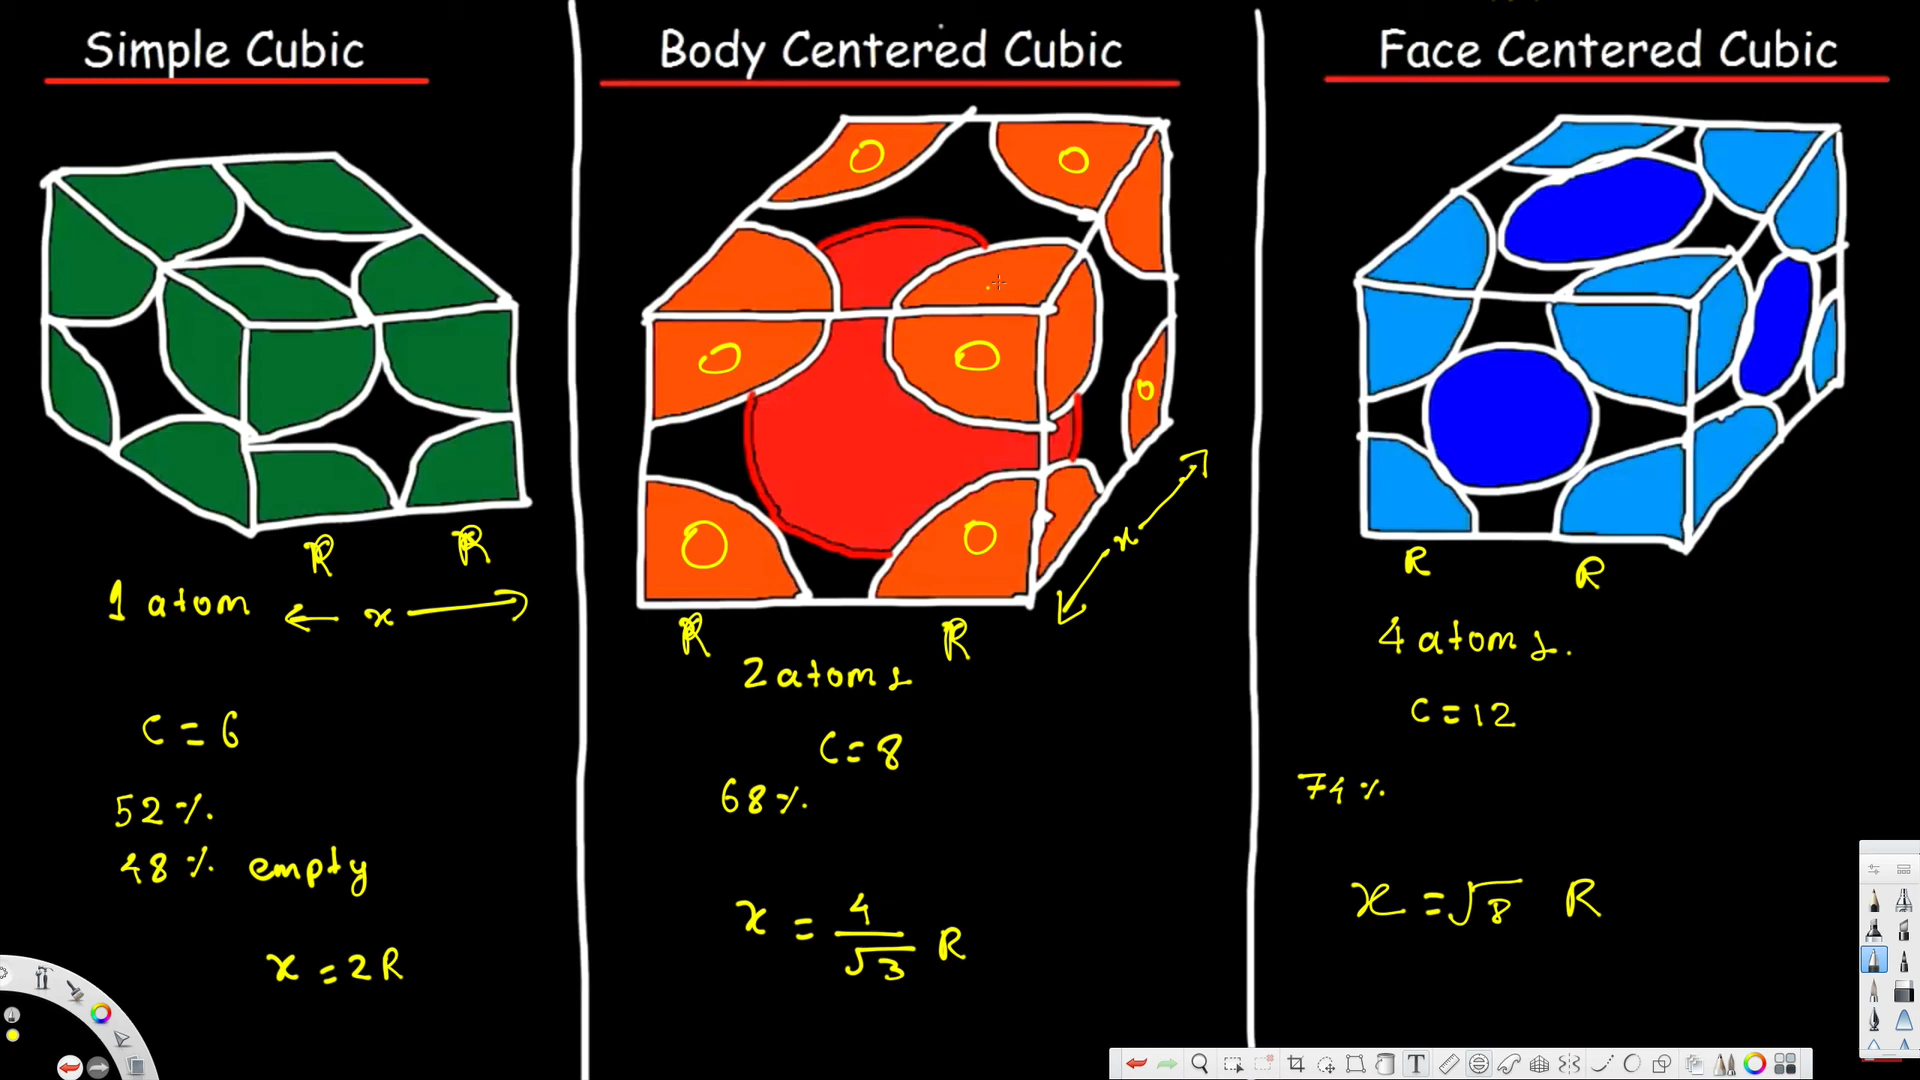 Simple Cubic
R R
1 atom
x
C = 6
52%
48% empty
x = 2R
Body Centered Cubic
x
R R
2 atoms
C = 8
68%
x = 4/√3 R
Face Centered Cubic
R R
4 atoms.
C = 12
74%
x = √8 R
T